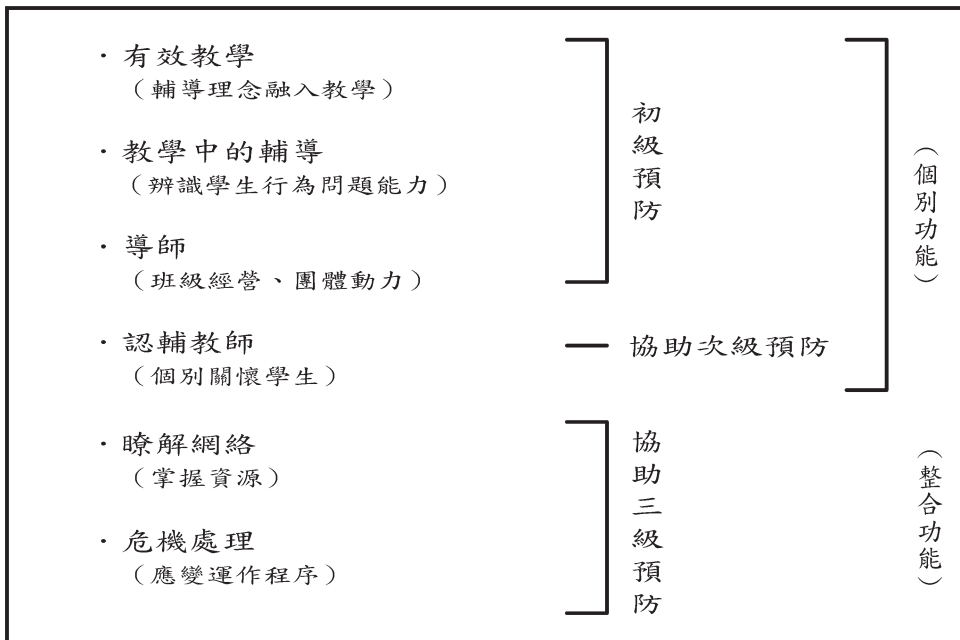 ・有效教學
（輔導理念融入教學）
・教學中的輔導
（辨識學生行為問題能力）
・導師
（班級經營、團體動力）
・認輔教師
（個別關懷學生）
・瞭解網絡
（掌握資源）
・危機處理
（應變運作程序）
初級預防
協助次級預防
協助三級預防
（個別功能）
（整合功能）